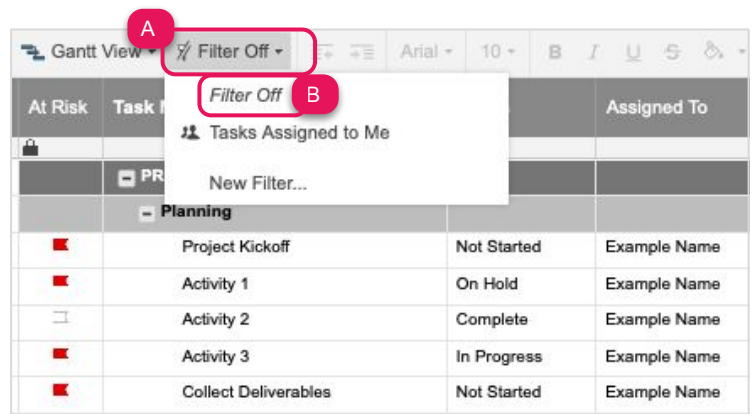 A
Gantt View Filter Off Arial 10 B I U S
Filter Off B
At Risk Task Assigned To
Tasks Assigned to Me
PR
New Filter...
Planning
Project Kickoff Not Started Example Name
Activity 1 On Hold Example Name
Activity 2 Complete Example Name
Activity 3 In Progress Example Name
Collect Deliverables Not Started Example Name